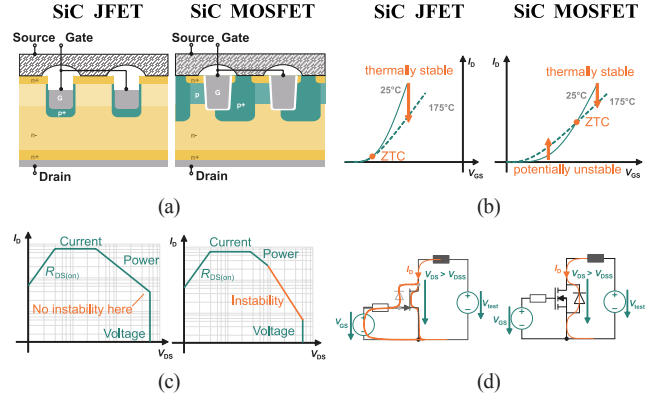 SiC JFET
SiC MOSFET
Source
Gate
Source
Gate
n+
G
p+
n-
n+
Drain
p
G
p+
n-
n+
Drain
(a)
SiC JFET
SiC MOSFET
I_D
thermally stable
25°C
175°C
ZTC
V_GS
I_D
thermally stable
25°C
175°C
ZTC
potentially unstable
V_GS
(b)
I_D
Current
Power
R_DS(on)
No instability here
Voltage
V_DS
I_D
Current
Power
R_DS(on)
Instability
Voltage
V_DS
(c)
I_D
V_DS > V_DSS
V_test
V_GS
I_D
V_DS > V_DSS
V_test
V_GS
(d)